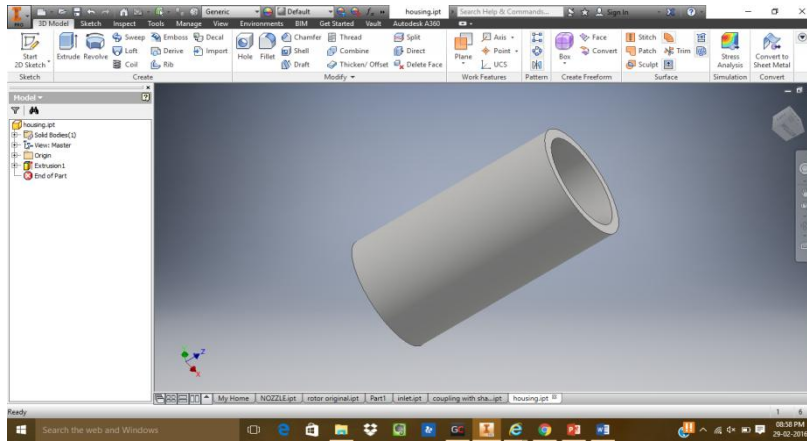 Generic
Default
housing.ipt
Search Help & Commands...
Sign In
PRO
3D Model Sketch Inspect Tools Manage View Environments BIM Get Started Vault Autodesk A360
Start
2D Sketch
Extrude Revolve
Sweep Emboss Decal
Loft Derive Import
Coil Rib
Hole Fillet
Chamfer Thread Split
Shell Combine Direct
Draft Thicken/ Offset Delete Face
Plane
Axis
Point
UCS
Box
Face
Convert
Stitch
Patch Trim
Sculpt
Stress
Analysis
Convert to
Sheet Metal
Sketch Create Modify Work Features Pattern Create Freeform Surface Simulation Convert
Model
housing.ipt
Solid Bodies(1)
View: Master
Origin
Extrusion1
End of Part
Z
X
My Home NOZZLE.ipt rotor original.ipt Part1 inlet.ipt coupling with sha...ipt housing.ipt
Ready 1 6
Search the web and Windows
08:58 PM
29-02-2016